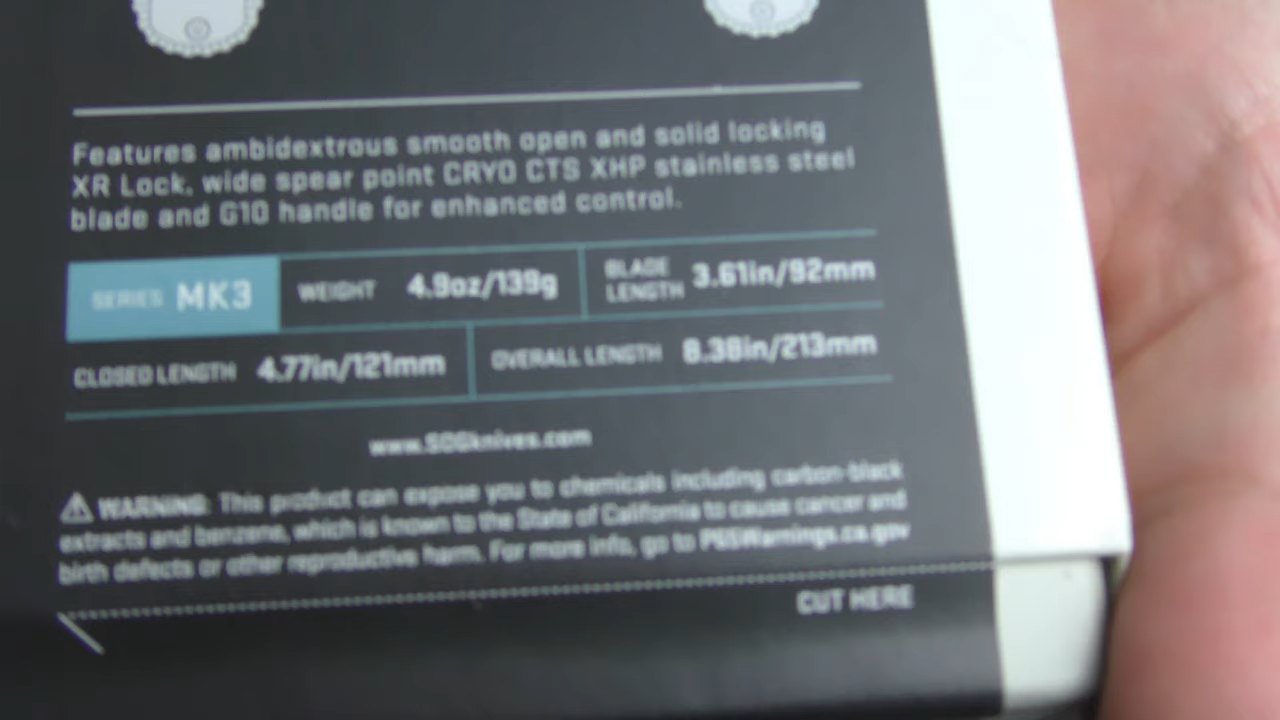 Features ambidextrous smooth open and solid locking
XR Lock, wide spear point CRYO CTS XHP stainless steel
blade and G10 handle for enhanced control.
SERIES MK3
WEIGHT 4.9oz/139g
BLADE
LENGTH 3.61in/92mm
CLOSED LENGTH 4.77in/121mm
OVERALL LENGTH 8.38in/213mm
www.SOGknives.com
WARNING: This product can expose you to chemicals including carbon-black
extracts and benzene, which is known to the State of California to cause cancer and
birth defects or other reproductive harm. For more info, go to P65Warnings.ca.gov
CUT HERE